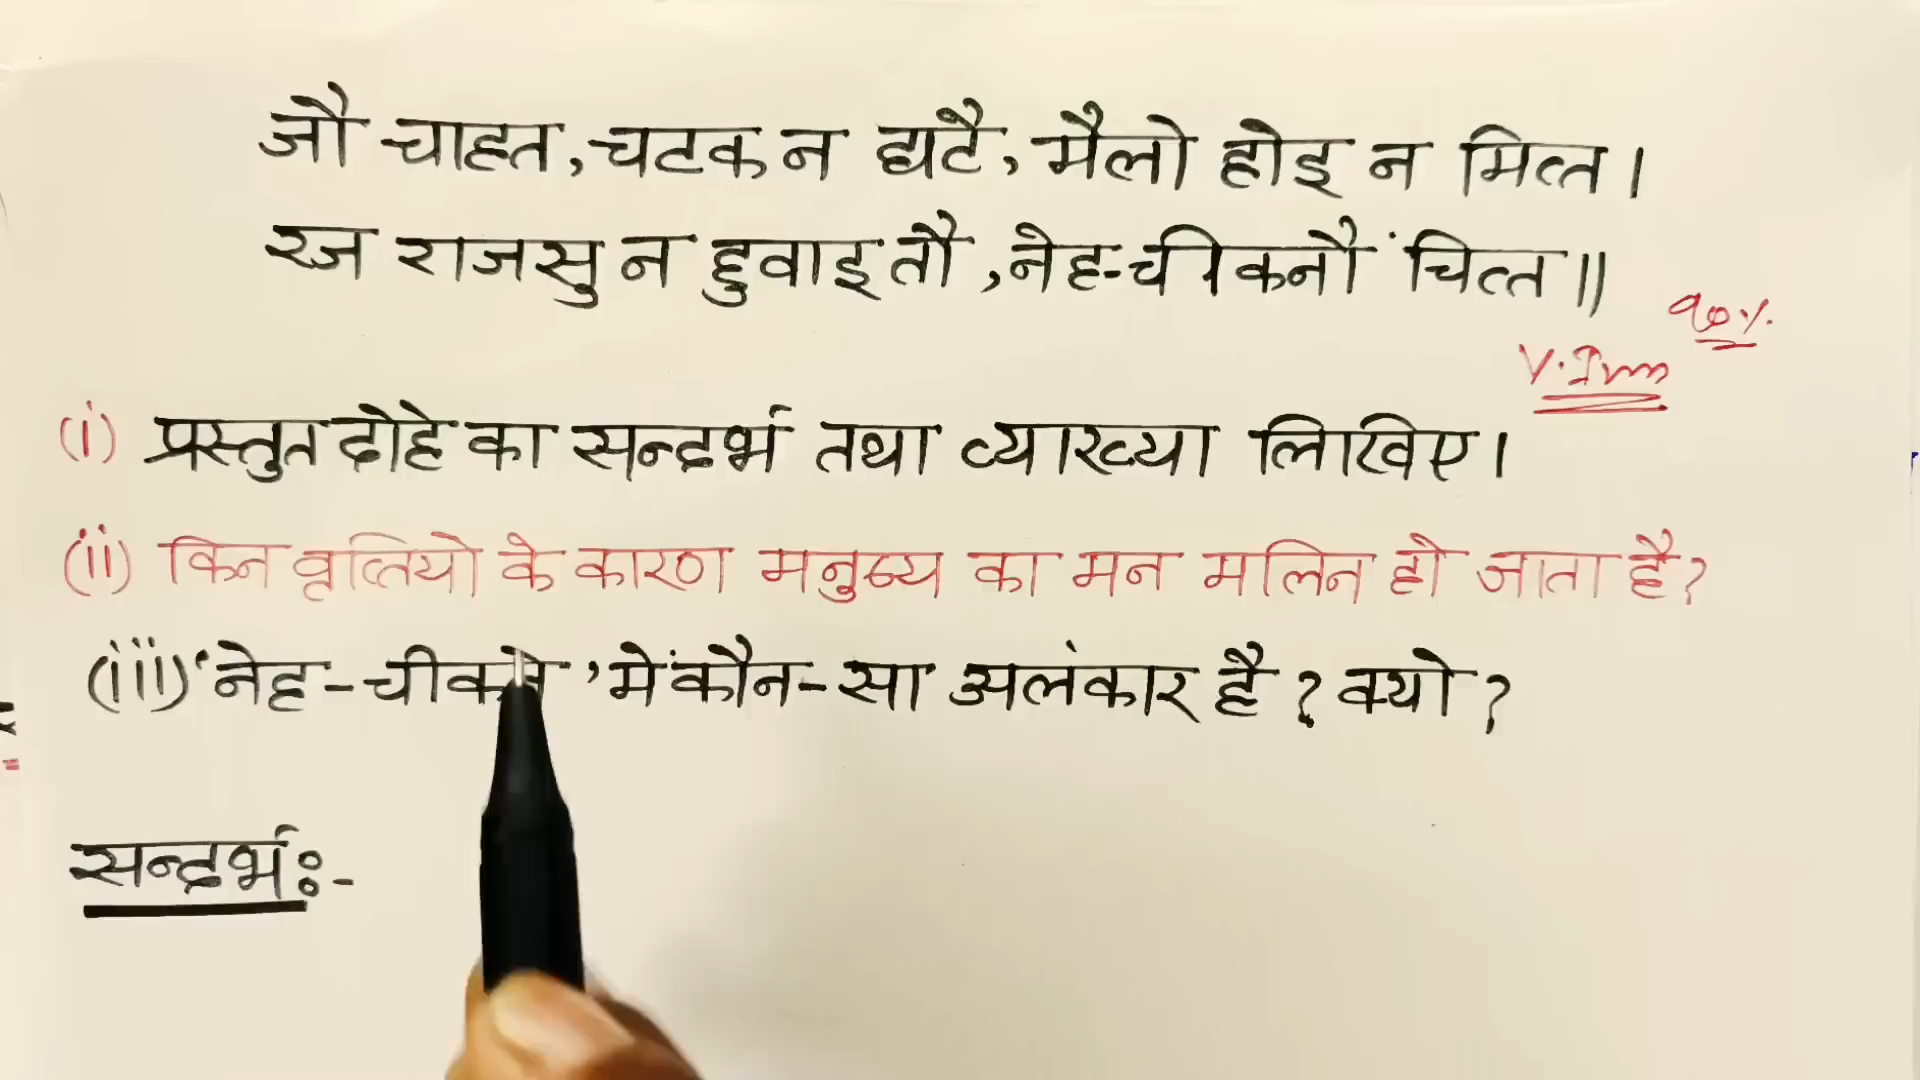 जौ चाहत, चटक न घटै, मैलो होइ न मित्त।
रज राजसु न छुवाइ तौ, नेह-चीकनौं चित्त॥
90%
V.Imp
(i) प्रस्तुत दोहे का सन्दर्भ तथा व्याख्या लिखिए।
(ii) किन वृत्तियो के कारण मनुष्य का मन मलिन हो जाता है?
(iii) 'नेह-चीकने' में कौन-सा अलंकार है? क्यो?
सन्दर्भ:-